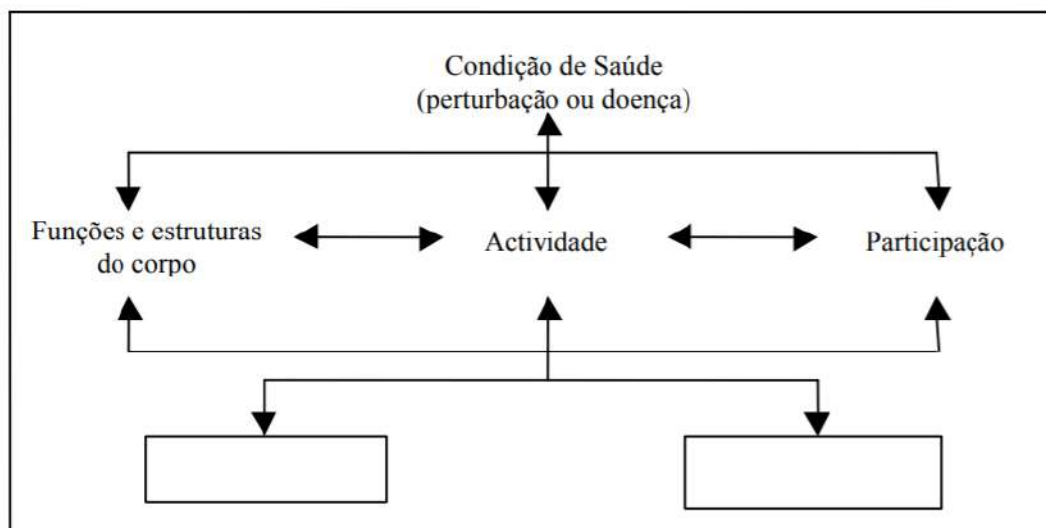 Condição de Saúde
(perturbação ou doença)
Funções e estruturas
do corpo
Actividade
Participação